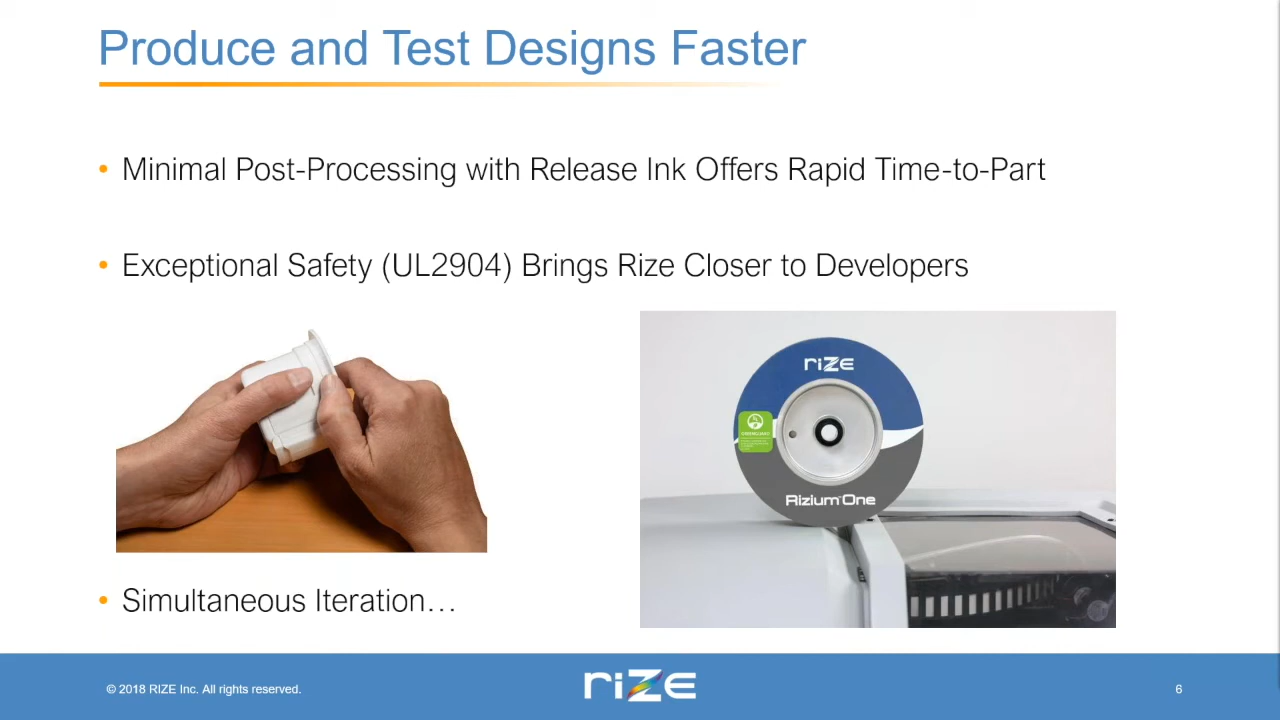 Produce and Test Designs Faster
• Minimal Post-Processing with Release Ink Offers Rapid Time-to-Part
• Exceptional Safety (UL2904) Brings Rize Closer to Developers
rize
GREENGUARD
Rizium One
• Simultaneous Iteration…
© 2018 RIZE Inc. All rights reserved.
rize
6